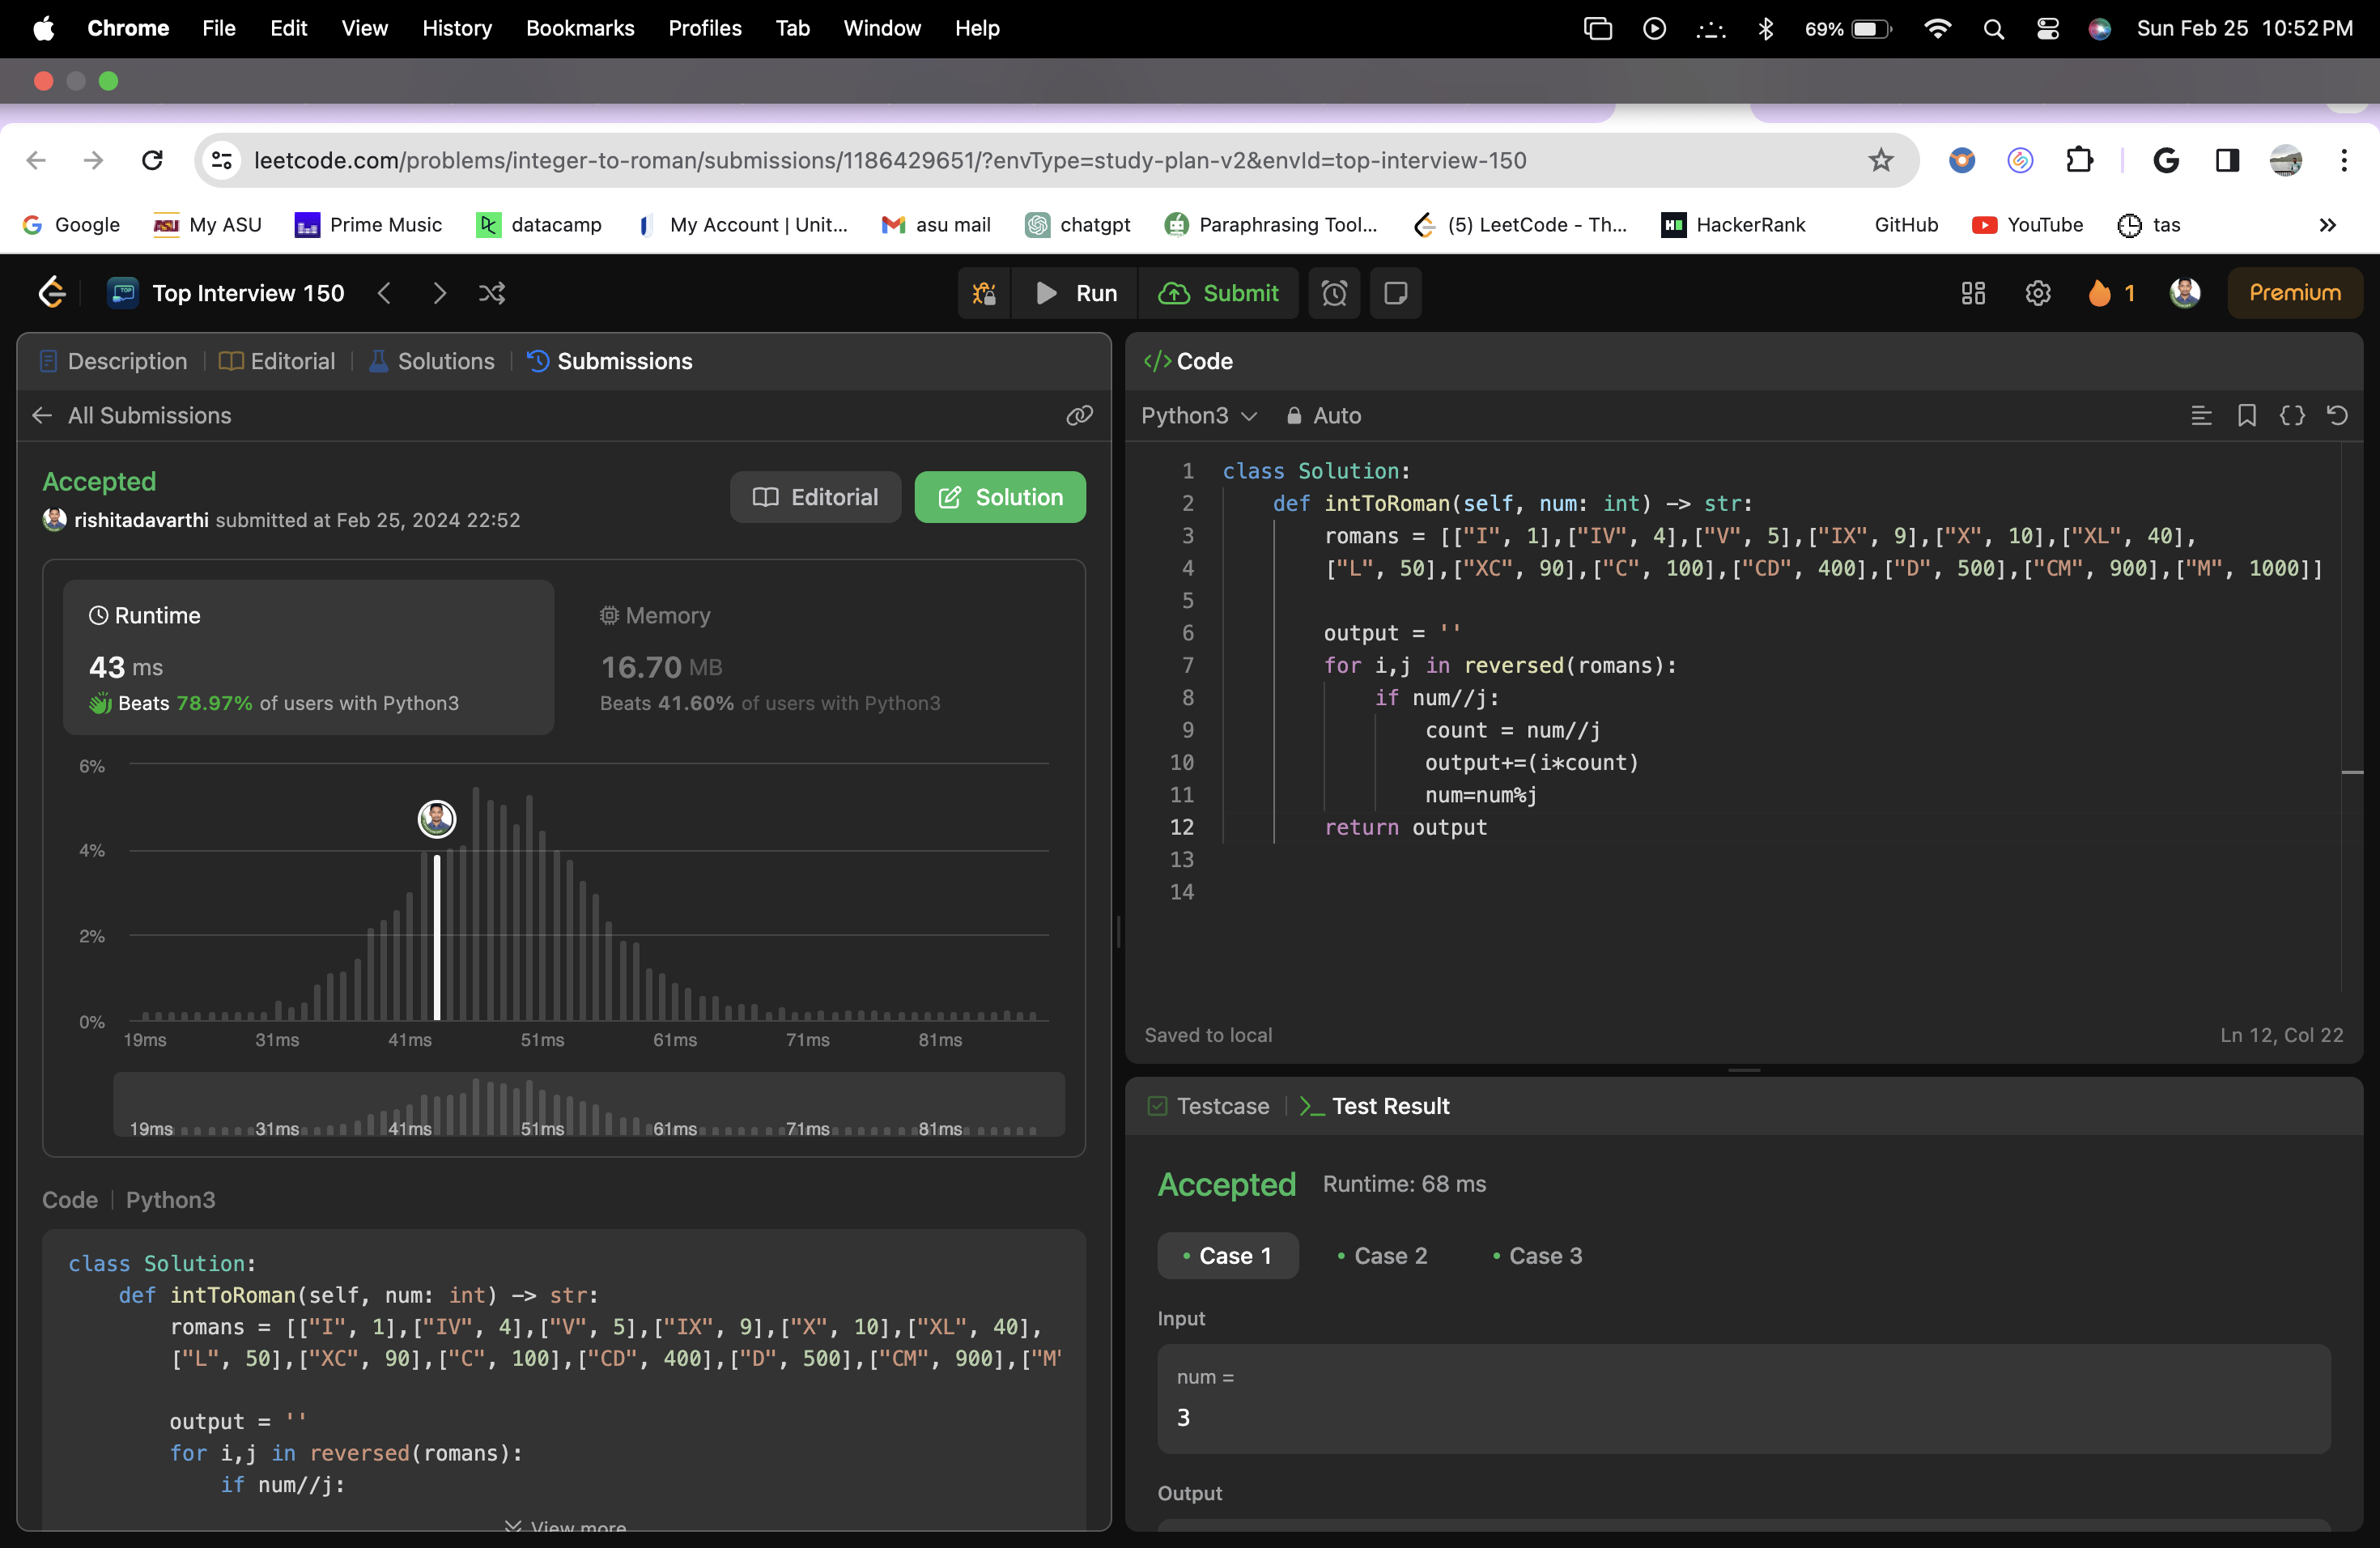 Chrome File Edit View History Bookmarks Profiles Tab Window Help 69% Sun Feb 25 10:52 PM
leetcode.com/problems/integer-to-roman/submissions/1186429651/?envType=study-plan-v2&envId=top-interview-150
Google My ASU Prime Music datacamp My Account | Unit... asu mail chatgpt Paraphrasing Tool... (5) LeetCode - Th... HackerRank GitHub YouTube tas
Top Interview 150 Run Submit 1 Premium
Description Editorial Solutions Submissions
All Submissions
Accepted
rishitadavarthi submitted at Feb 25, 2024 22:52
Editorial Solution
Runtime
43 ms
Beats 78.97% of users with Python3
Memory
16.70 MB
Beats 41.60% of users with Python3
6%
4%
2%
0%
19ms 31ms 41ms 51ms 61ms 71ms 81ms
19ms 31ms 41ms 51ms 61ms 71ms 81ms
Code | Python3
class Solution:
    def intToRoman(self, num: int) -> str:
        romans = [["I", 1],["IV", 4],["V", 5],["IX", 9],["X", 10],["XL", 40],
        ["L", 50],["XC", 90],["C", 100],["CD", 400],["D", 500],["CM", 900],["M"
        output = ''
        for i,j in reversed(romans):
            if num//j:
View more
</> Code
Python3 Auto
1 class Solution:
2     def intToRoman(self, num: int) -> str:
3         romans = [["I", 1],["IV", 4],["V", 5],["IX", 9],["X", 10],["XL", 40],
4         ["L", 50],["XC", 90],["C", 100],["CD", 400],["D", 500],["CM", 900],["M", 1000]]
5
6         output = ''
7         for i,j in reversed(romans):
8             if num//j:
9                 count = num//j
10                 output+=(i*count)
11                 num=num%j
12         return output
13
14
Saved to local Ln 12, Col 22
Testcase Test Result
Accepted Runtime: 68 ms
Case 1 Case 2 Case 3
Input
num =
3
Output